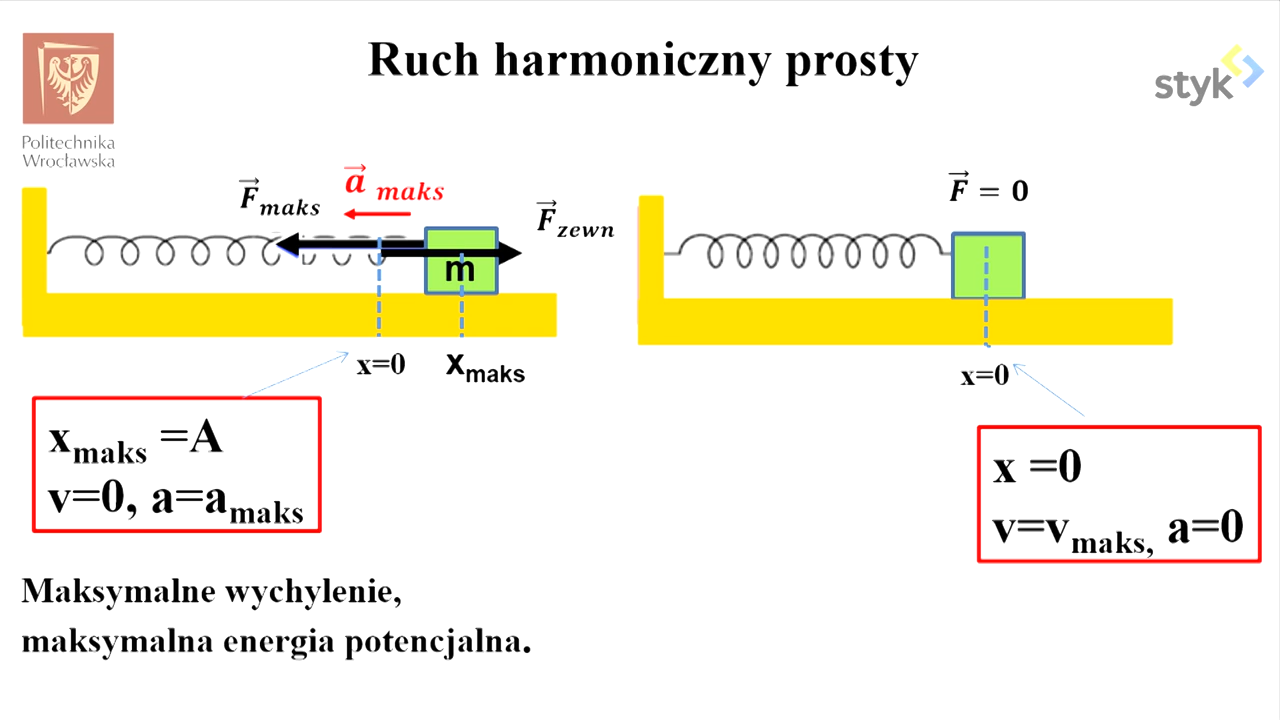 Ruch harmoniczny prosty
Politechnika
Wrocławska
styk
F maks
a maks
F zewn
m
x=0
xmaks
F = 0
x=0
xmaks =A
v=0, a=amaks
x =0
v=vmaks, a=0
Maksymalne wychylenie,
maksymalna energia potencjalna.